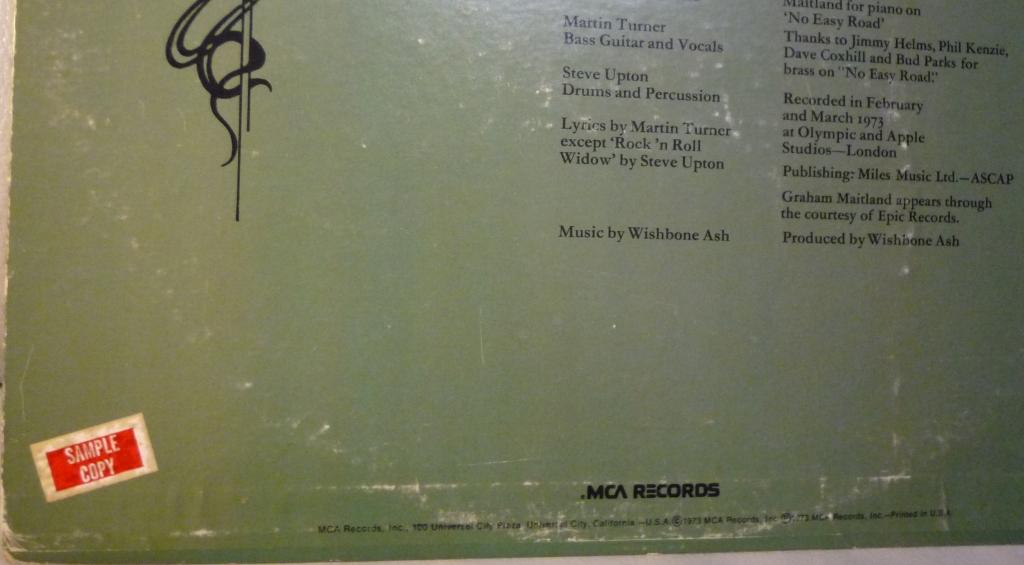 Martin Turner
Bass Guitar and Vocals
Steve Upton
Drums and Percussion
Lyrics by Martin Turner
except ‘Rock ’n Roll
Widow’ by Steve Upton
Music by Wishbone Ash
Maitland for piano on
‘No Easy Road’
Thanks to Jimmy Helms, Phil Kenzie,
Dave Coxhill and Bud Parks for
brass on “No Easy Road.”
Recorded in February
and March 1973
at Olympic and Apple
Studios—London
Publishing: Miles Music Ltd.—ASCAP
Graham Maitland appears through
the courtesy of Epic Records.
Produced by Wishbone Ash
SAMPLE
COPY
MCA RECORDS
MCA Records, Inc., 100 Universal City Plaza, Universal City, California—U.S.A. ©1973 MCA Records, Inc. ℗1973 MCA Records, Inc.—Printed in U.S.A.